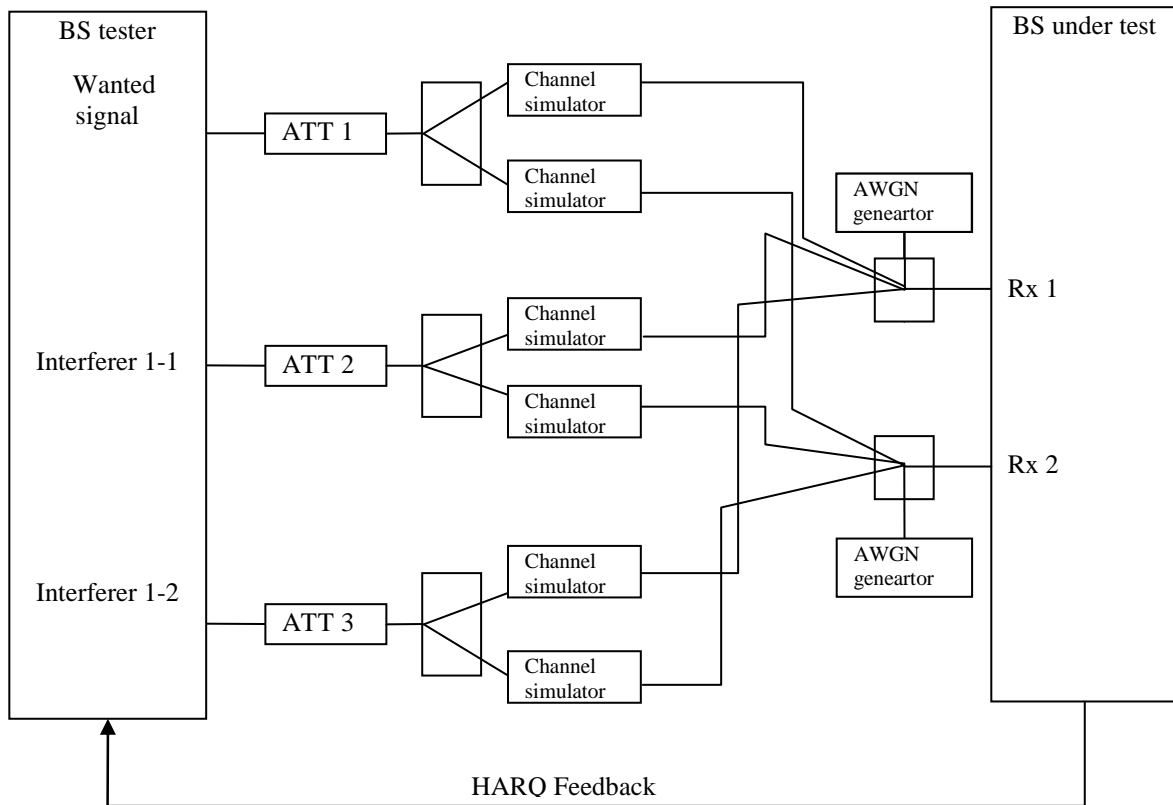 BS tester
Wanted
signal
ATT 1
Channel
simulator
Channel
simulator
Interferer 1-1
ATT 2
Channel
simulator
Channel
simulator
Interferer 1-2
ATT 3
Channel
simulator
Channel
simulator
AWGN
geneartor
AWGN
geneartor
BS under test
Rx 1
Rx 2
HARQ Feedback